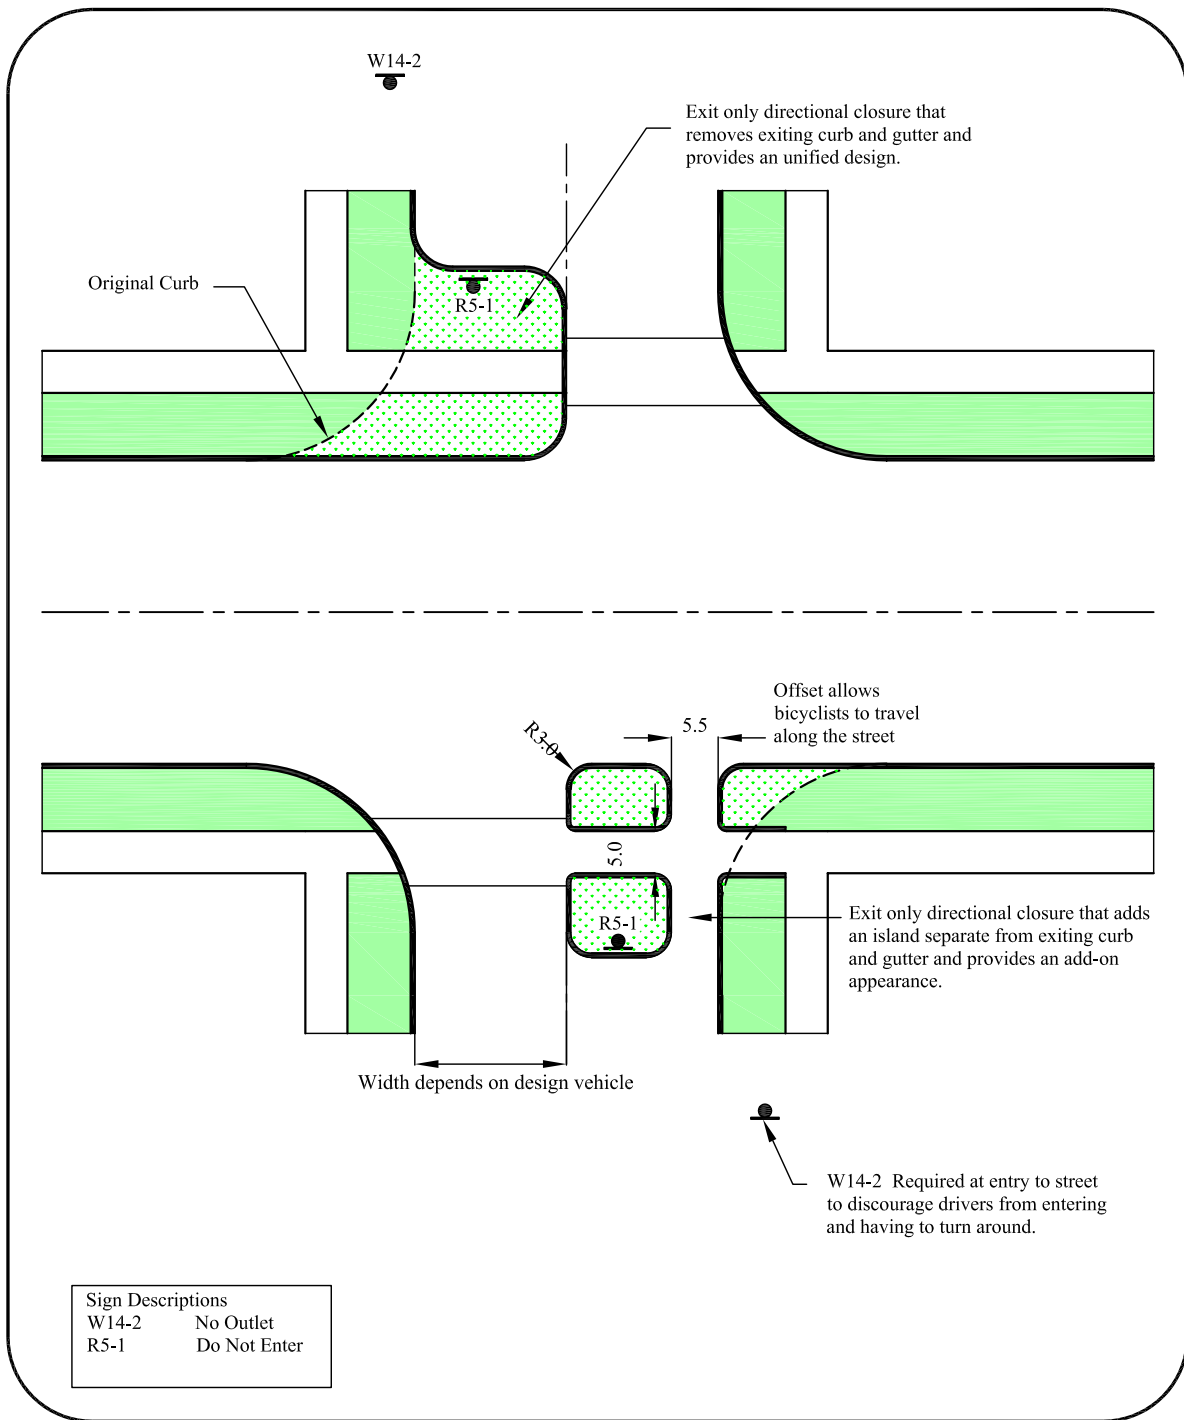 W14-2
Exit only directional closure that
removes exiting curb and gutter and
provides an unified design.
Original Curb
R5-1
Offset allows
bicyclists to travel
along the street
5.5
R3.0
5.0
R5-1
Exit only directional closure that adds
an island separate from exiting curb
and gutter and provides an add-on
appearance.
Width depends on design vehicle
W14-2 Required at entry to street
to discourage drivers from entering
and having to turn around.
Sign Descriptions
W14-2 No Outlet
R5-1 Do Not Enter